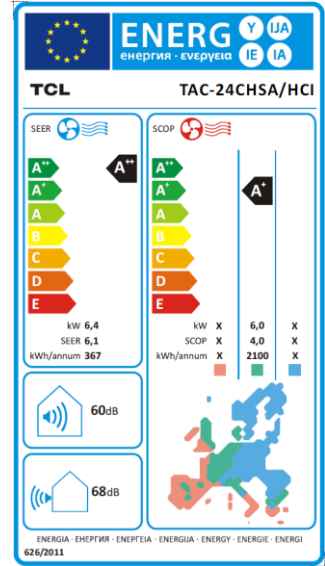 ENERG Y IJA
енергия · ενεργεια IE IA
TCL TAC-24CHSA/HCI
SEER SCOP
A++ A++ A++
A+ A+ A+
A A
B B
C C
D D
E E
kW 6,4 kW X 6,0 X
SEER 6,1 SCOP X 4,0 X
kWh/annum 367 kWh/annum X 2100 X
60dB
68dB
ENERGIA · ЕНЕРГИЯ · ΕΝΕΡΓΕΙΑ · ENERGIJA · ENERGY · ENERGIE · ENERGI
626/2011